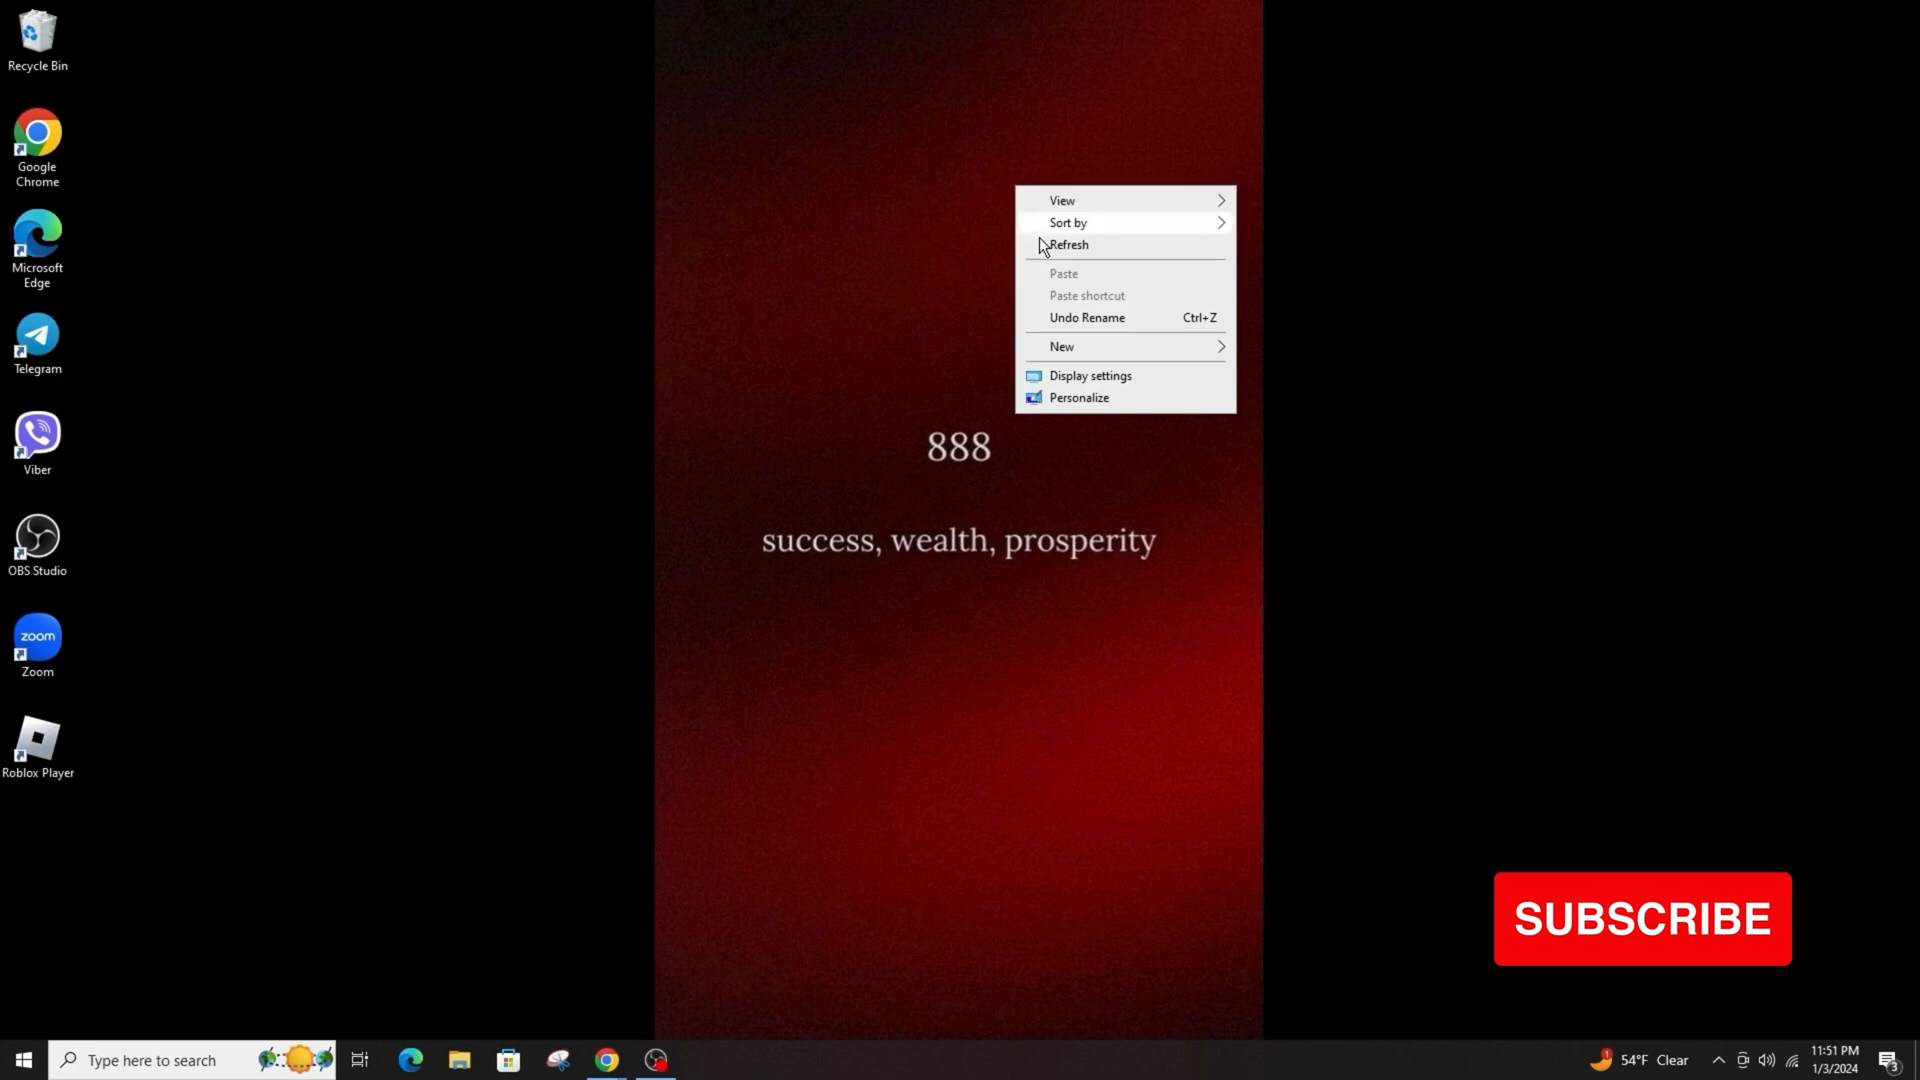 Recycle Bin
Google
Chrome
Microsoft
Edge
Telegram
Viber
OBS Studio
zoom
Zoom
Roblox Player
View
Sort by
Refresh
Paste
Paste shortcut
Undo Rename Ctrl+Z
New
Display settings
Personalize
888
success, wealth, prosperity
SUBSCRIBE
Type here to search
1
54°F Clear
11:51 PM
1/3/2024
3